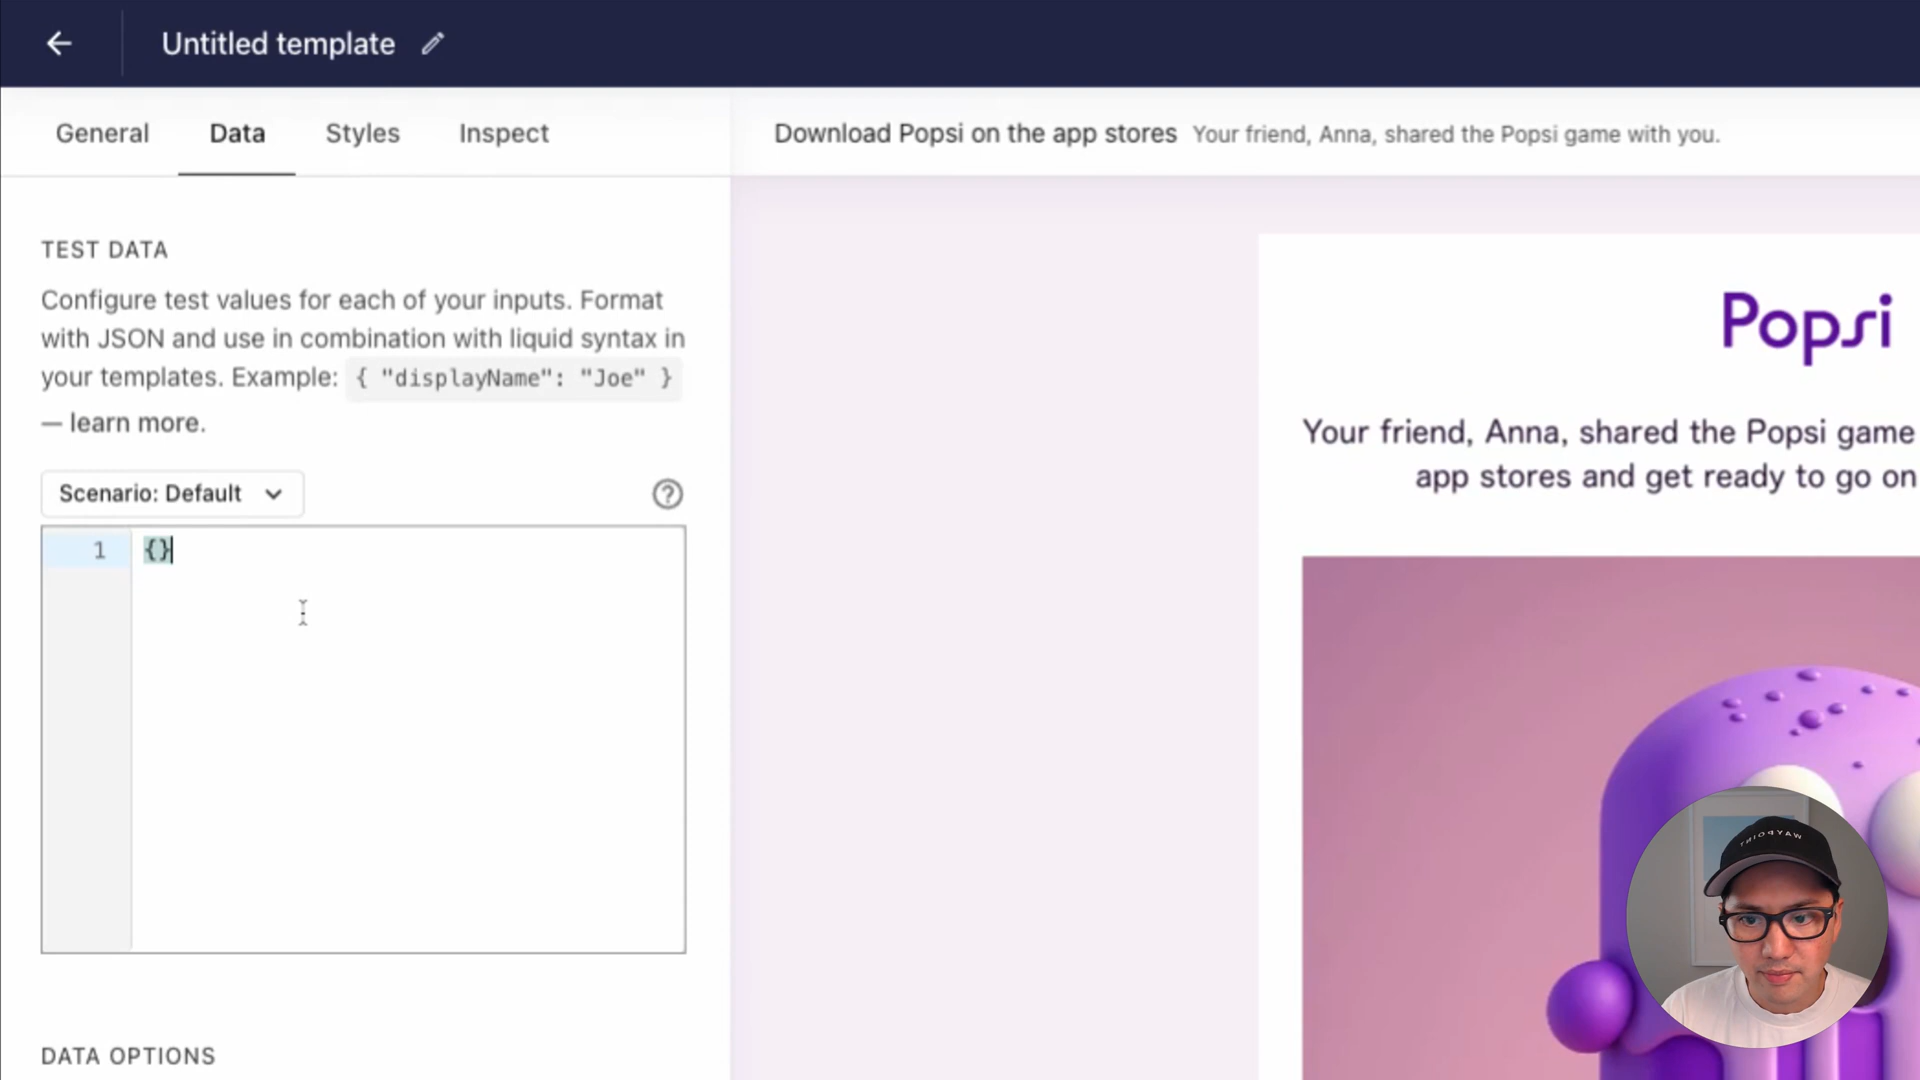 Untitled template
General Data Styles Inspect
Download Popsi on the app stores Your friend, Anna, shared the Popsi game with you.
TEST DATA
Configure test values for each of your inputs. Format
with JSON and use in combination with liquid syntax in
your templates. Example: { "displayName": "Joe" }
— learn more.
Scenario: Default
?
1 {}
DATA OPTIONS
Popsi
Your friend, Anna, shared the Popsi game
app stores and get ready to go on
WAYPOINT